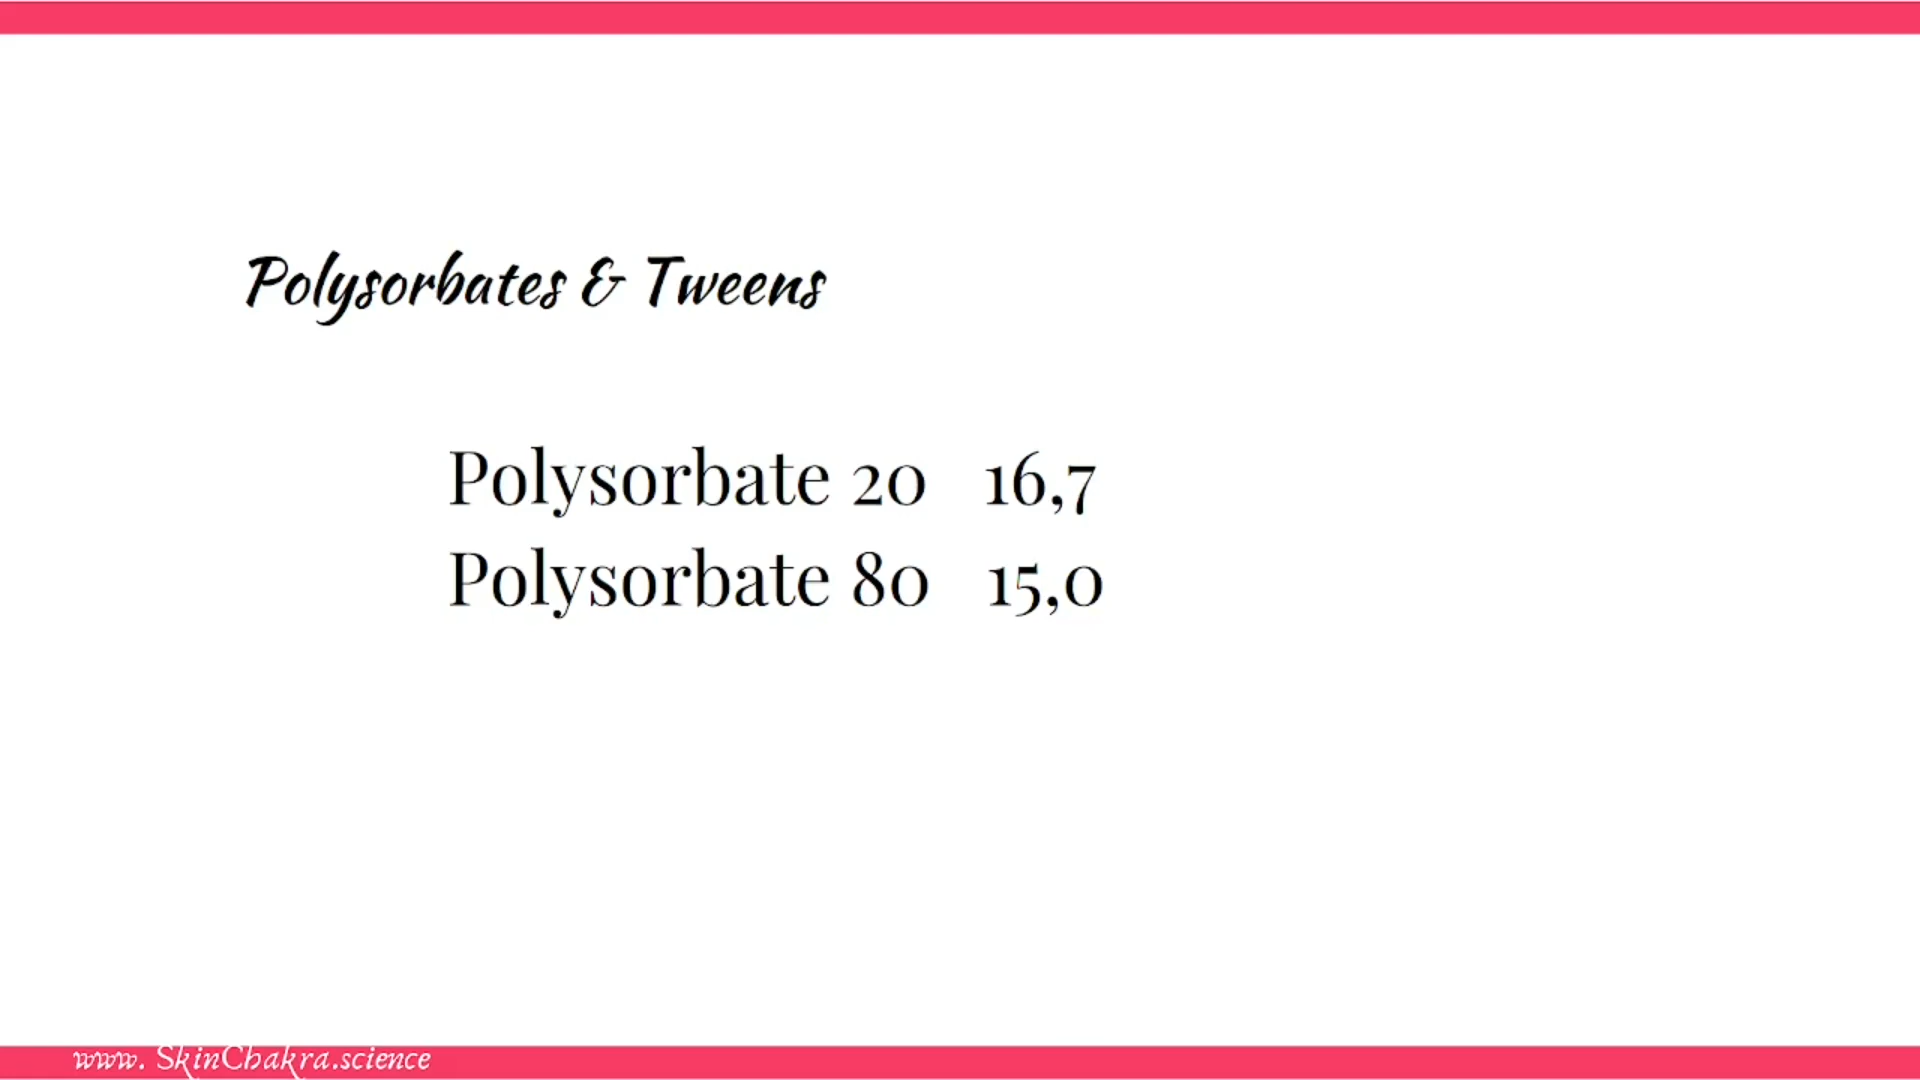 Polysorbates & Tweens
Polysorbate 20 16,7
Polysorbate 80 15,0
www. SkinChakra.science